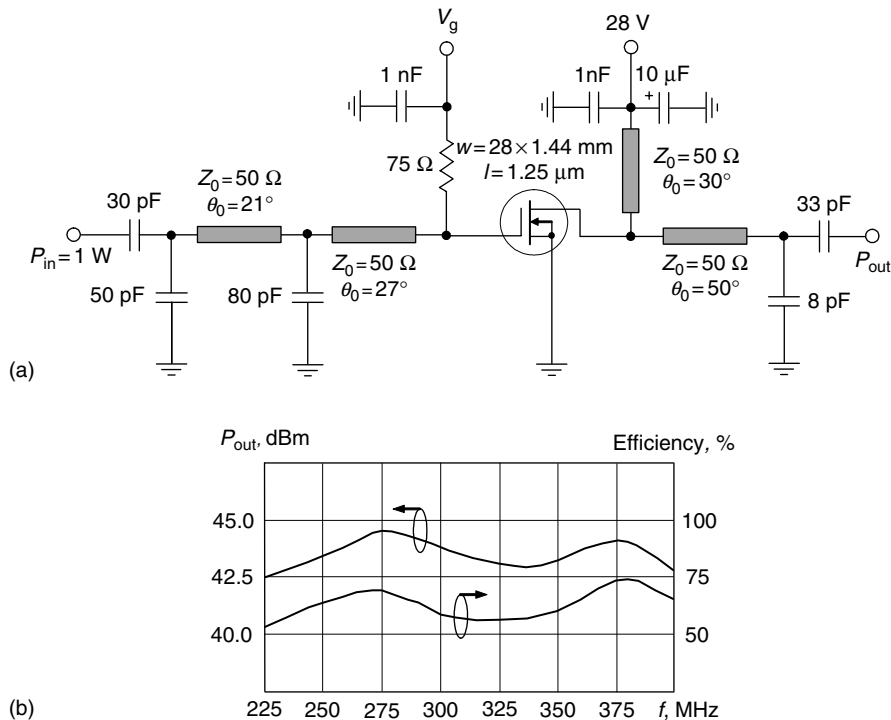 V_g
28 V
1 nF
1nF
10 µF
+
w=28×1.44 mm
l=1.25 µm
75 Ω
Z_0=50 Ω
θ_0=30°
30 pF
Z_0=50 Ω
θ_0=21°
Z_0=50 Ω
θ_0=27°
33 pF
P_in=1 W
Z_0=50 Ω
θ_0=50°
P_out
50 pF
80 pF
8 pF
(a)
P_out, dBm
Efficiency, %
45.0
100
42.5
75
40.0
50
(b)
225 250 275 300 325 350 375 f, MHz